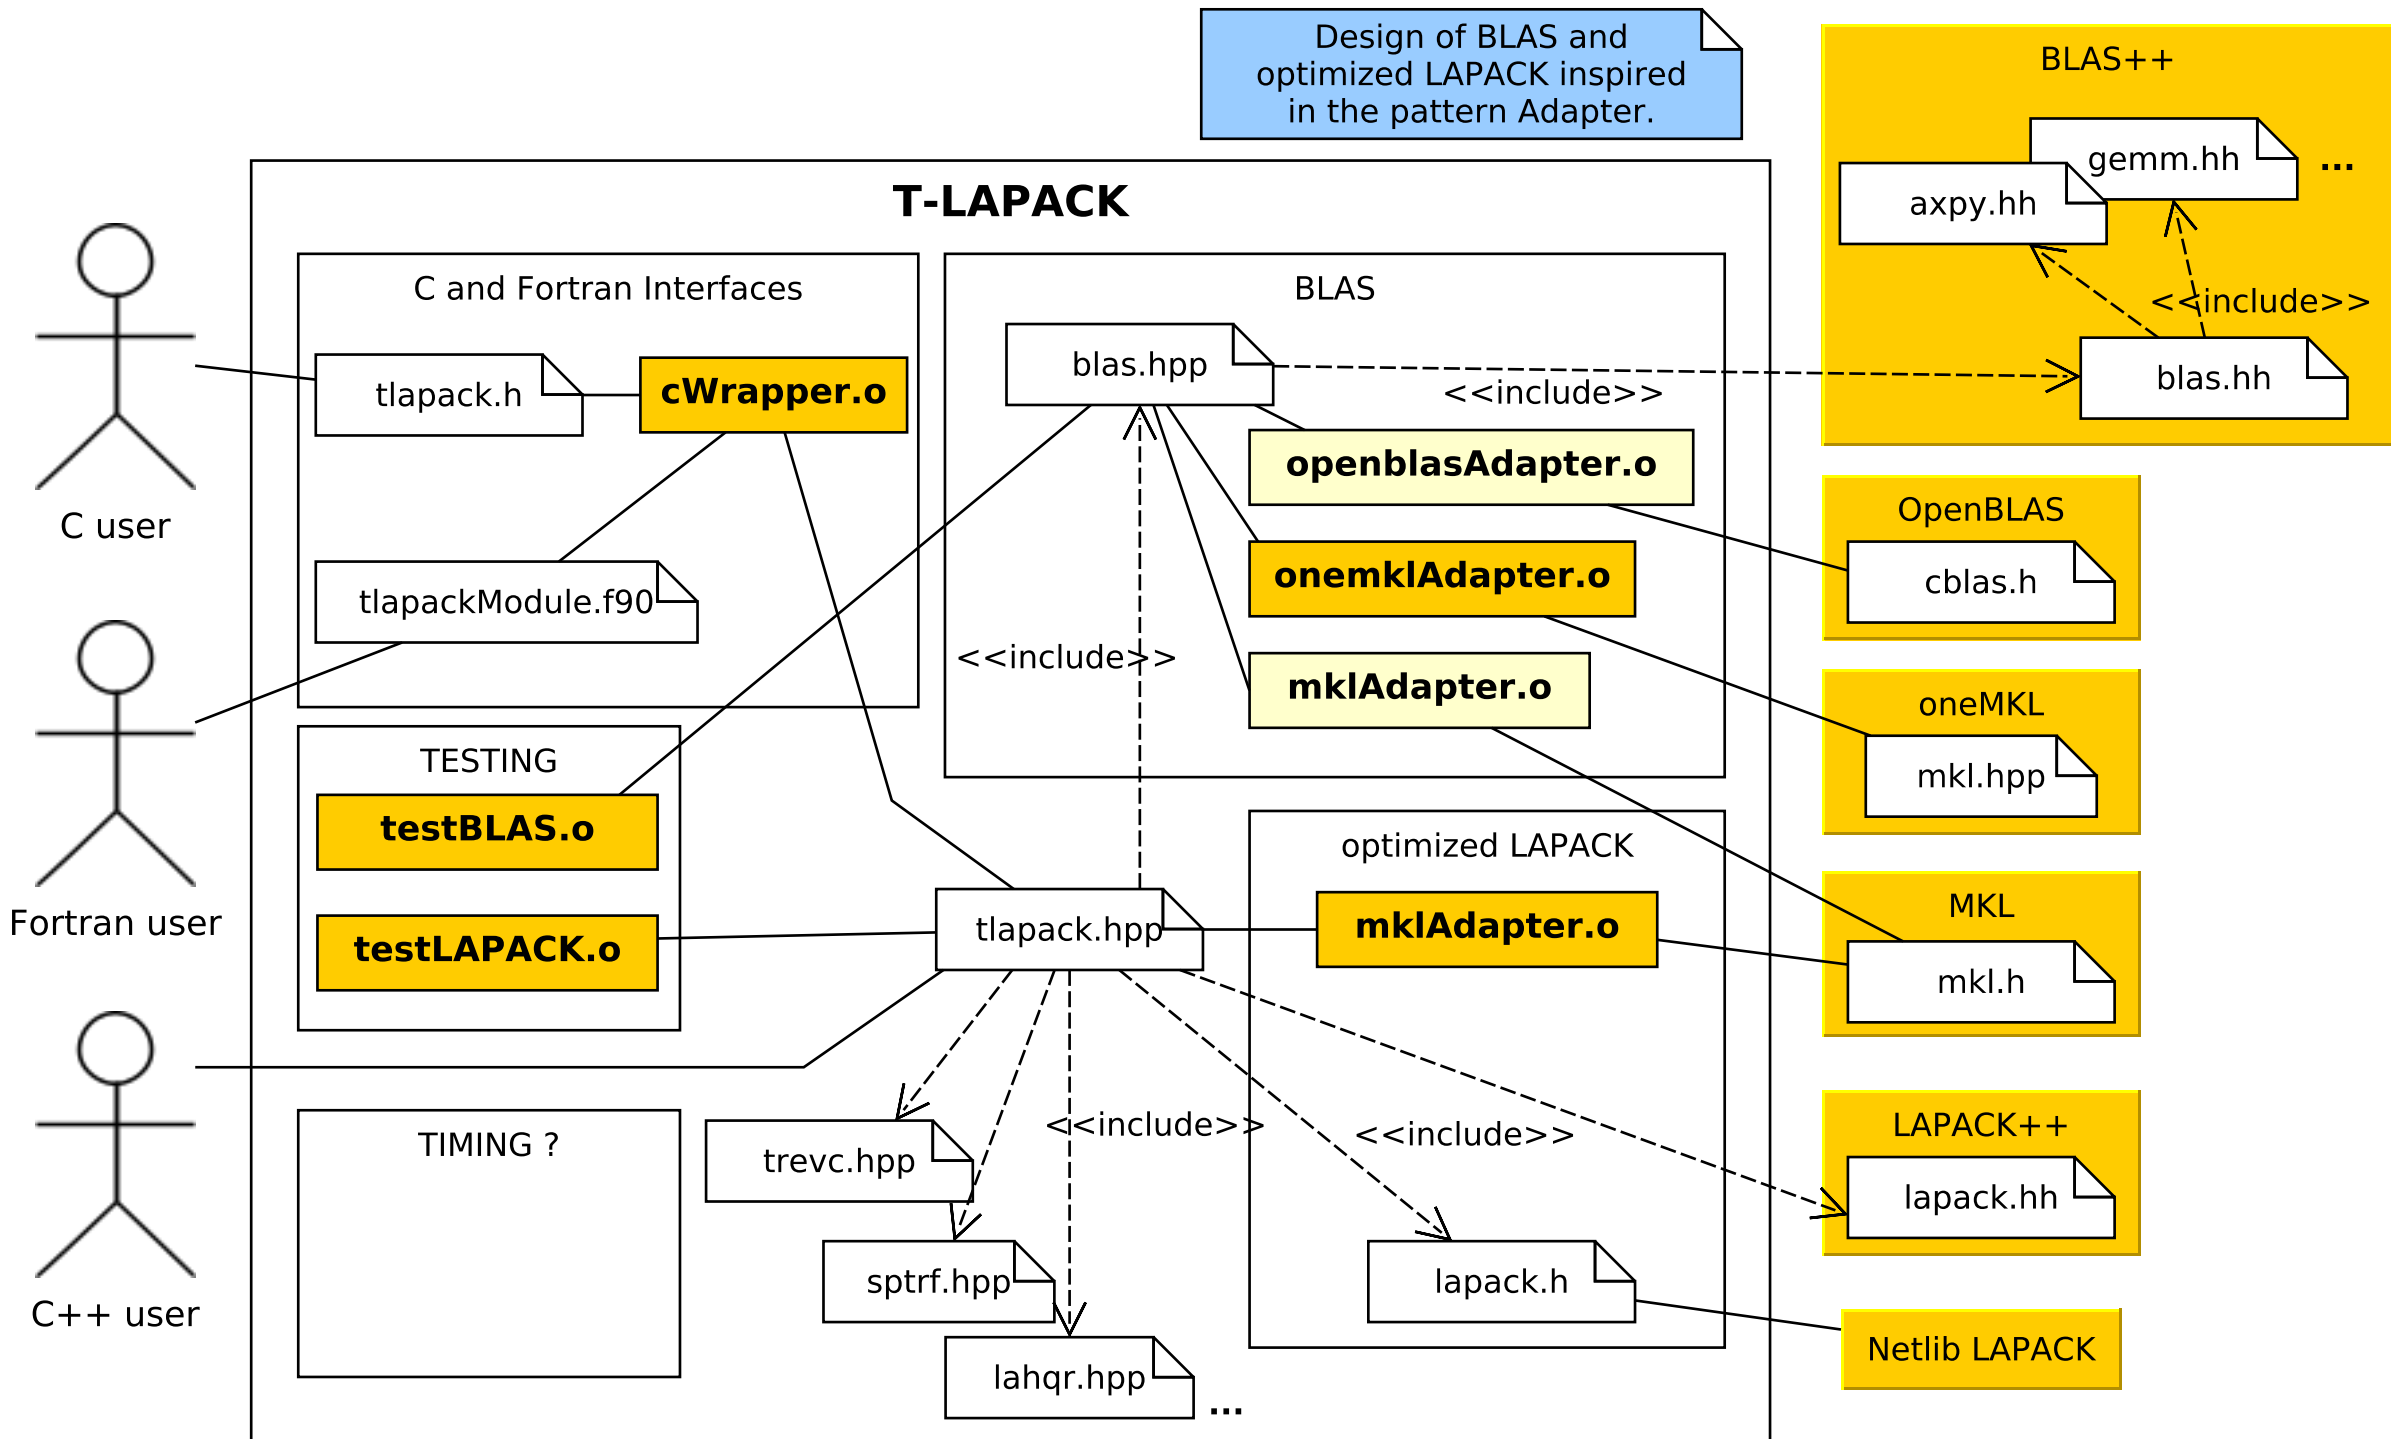 Design of BLAS and
optimized LAPACK inspired
in the pattern Adapter.
T-LAPACK
C user
Fortran user
C++ user
C and Fortran Interfaces
tlapack.h
cWrapper.o
tlapackModule.f90
TESTING
testBLAS.o
testLAPACK.o
TIMING ?
BLAS
blas.hpp
<<include>>
openblasAdapter.o
onemklAdapter.o
<<include>>
mklAdapter.o
optimized LAPACK
tlapack.hpp
mklAdapter.o
trevc.hpp
<<include>>
<<include>>
sptrf.hpp
lapack.h
lahqr.hpp
...
BLAS++
gemm.hh
...
axpy.hh
<<include>>
blas.hh
OpenBLAS
cblas.h
oneMKL
mkl.hpp
MKL
mkl.h
LAPACK++
lapack.hh
Netlib LAPACK